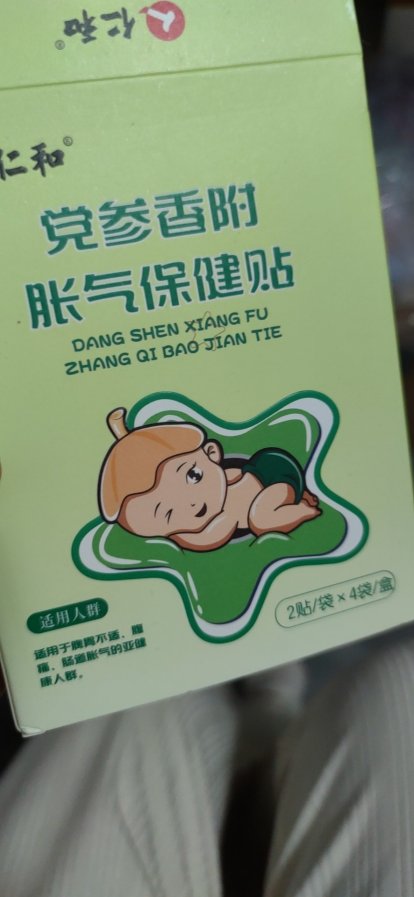 仁和®
仁和®
党参香附
胀气保健贴
DANG SHEN XIANG FU
ZHANG QI BAO JIAN TIE
适用人群
适用于脾胃不适、腹
痛、肠道胀气的亚健
康人群。
2贴/袋×4袋/盒